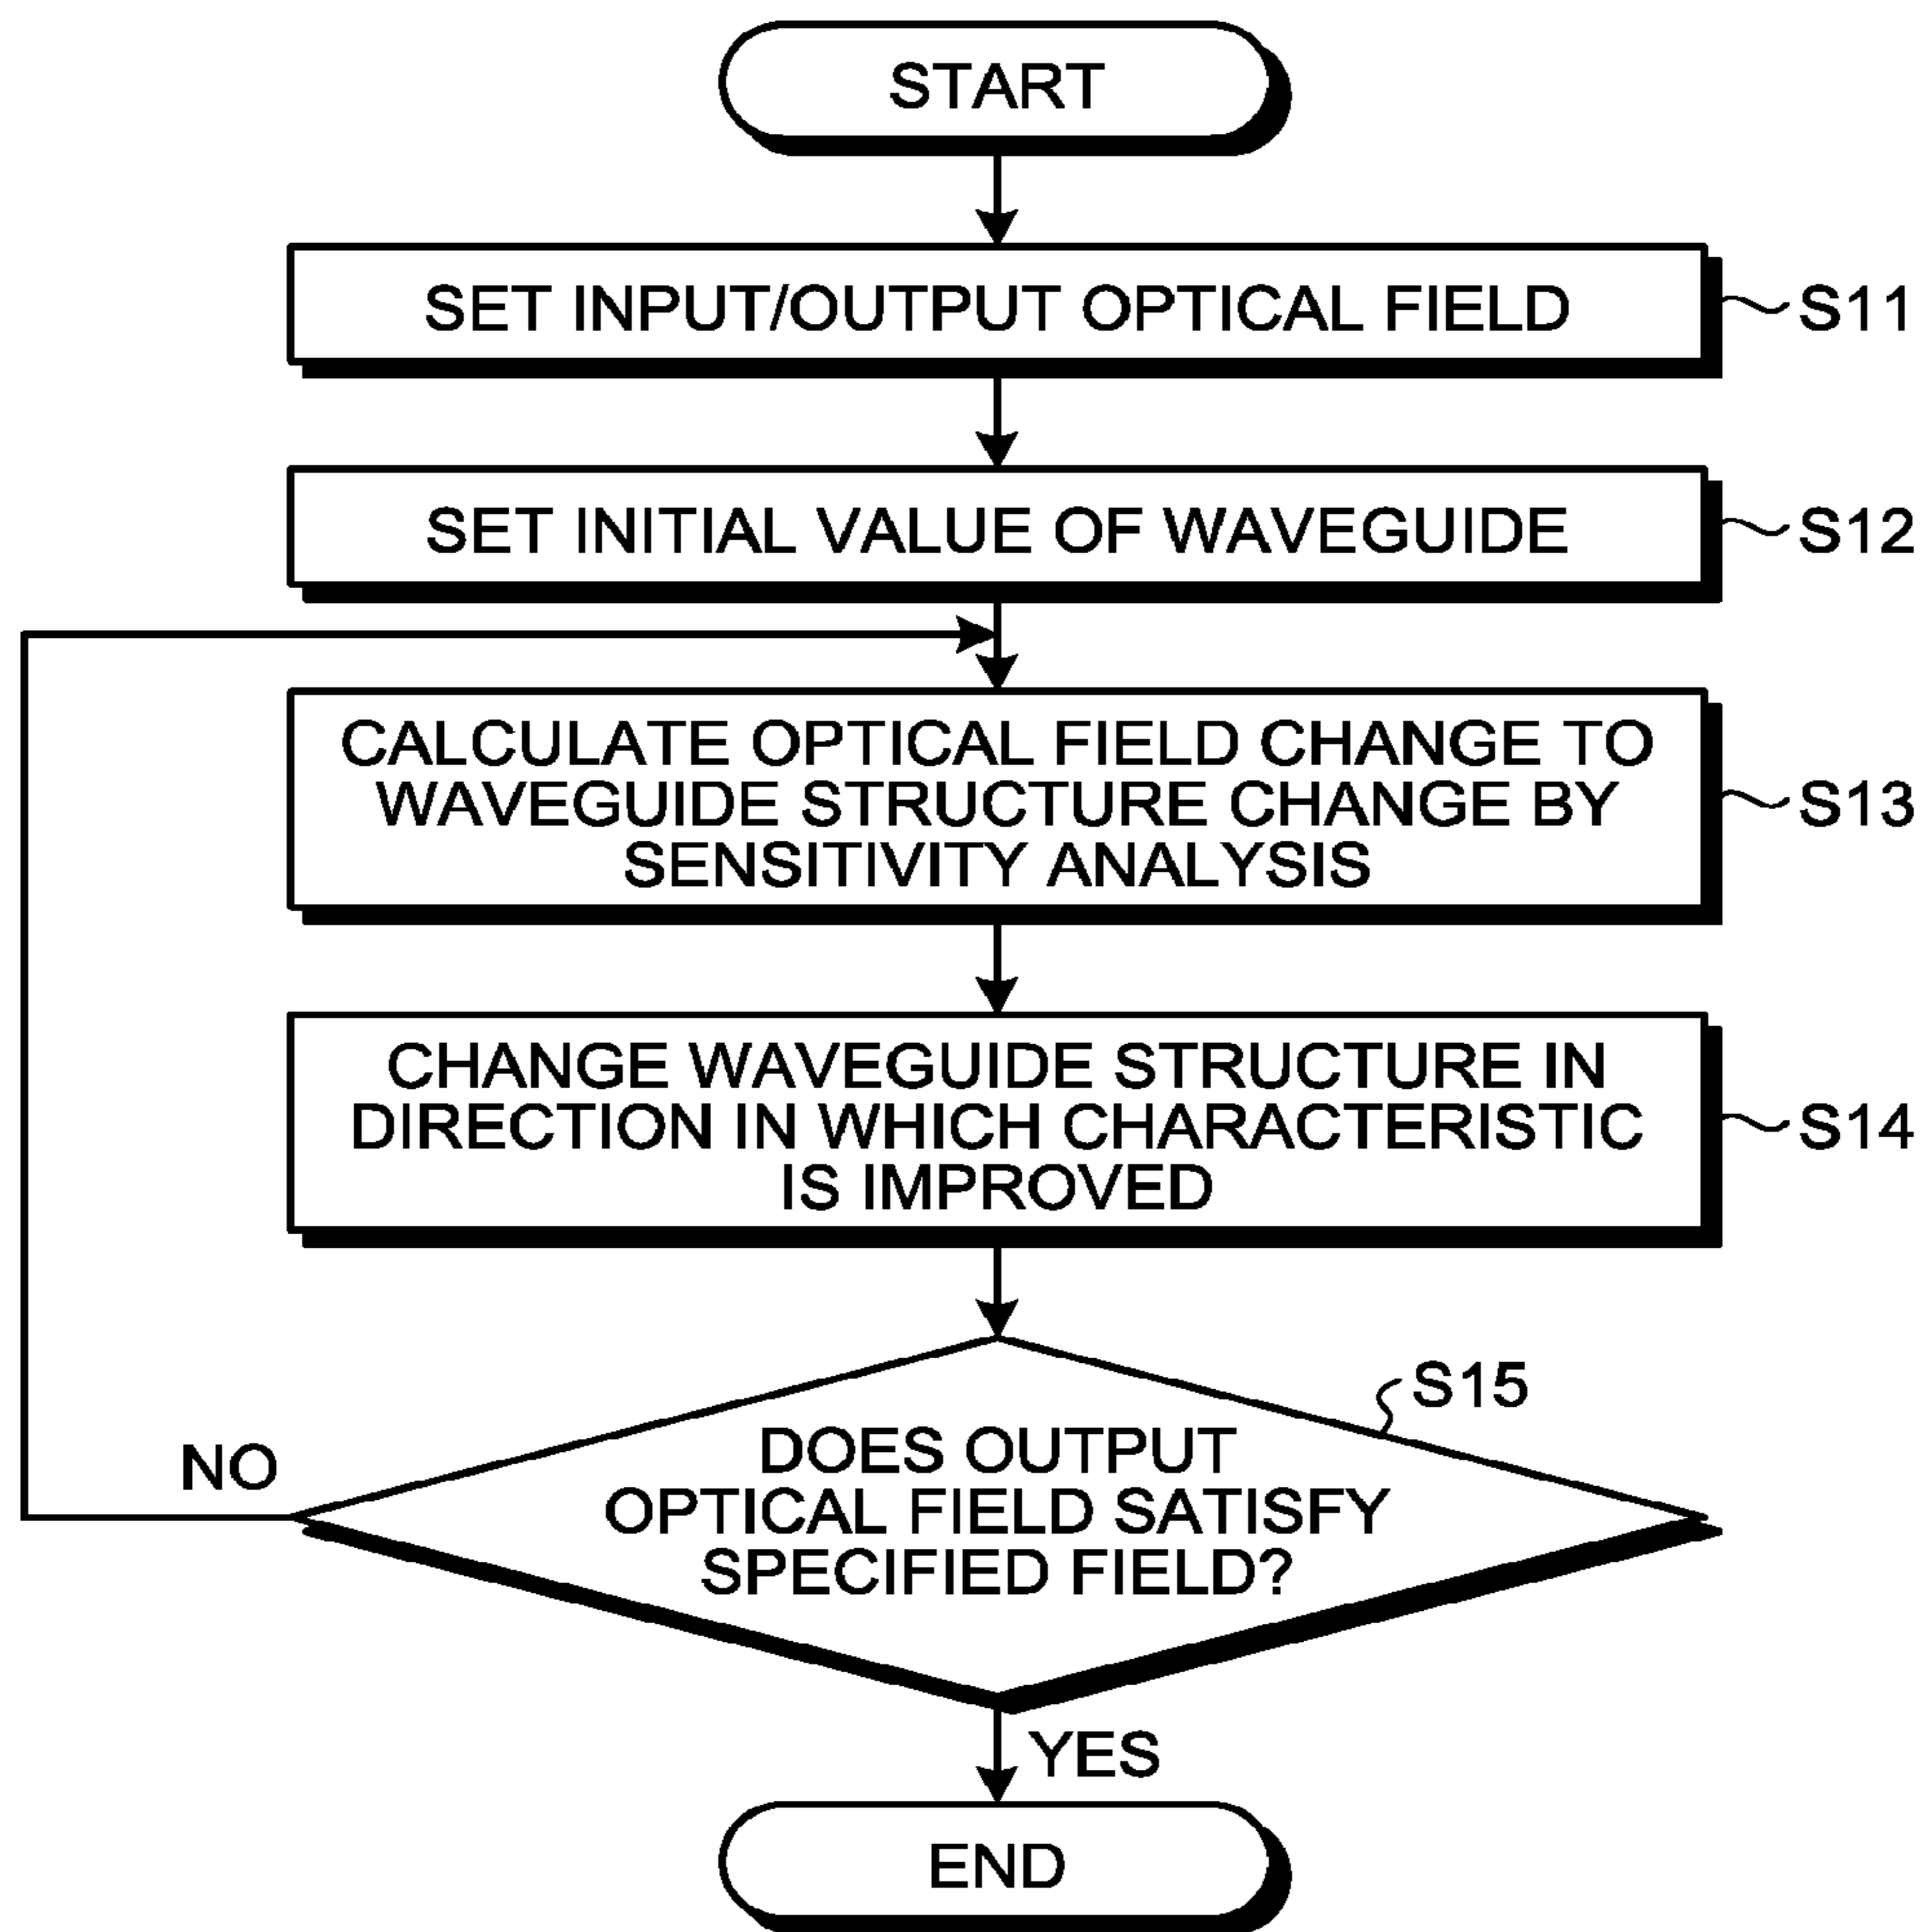 START
SET INPUT/OUTPUT OPTICAL FIELD
S11
SET INITIAL VALUE OF WAVEGUIDE
S12
CALCULATE OPTICAL FIELD CHANGE TO
WAVEGUIDE STRUCTURE CHANGE BY
SENSITIVITY ANALYSIS
S13
CHANGE WAVEGUIDE STRUCTURE IN
DIRECTION IN WHICH CHARACTERISTIC
IS IMPROVED
S14
S15
DOES OUTPUT
OPTICAL FIELD SATISFY
SPECIFIED FIELD?
NO
YES
END